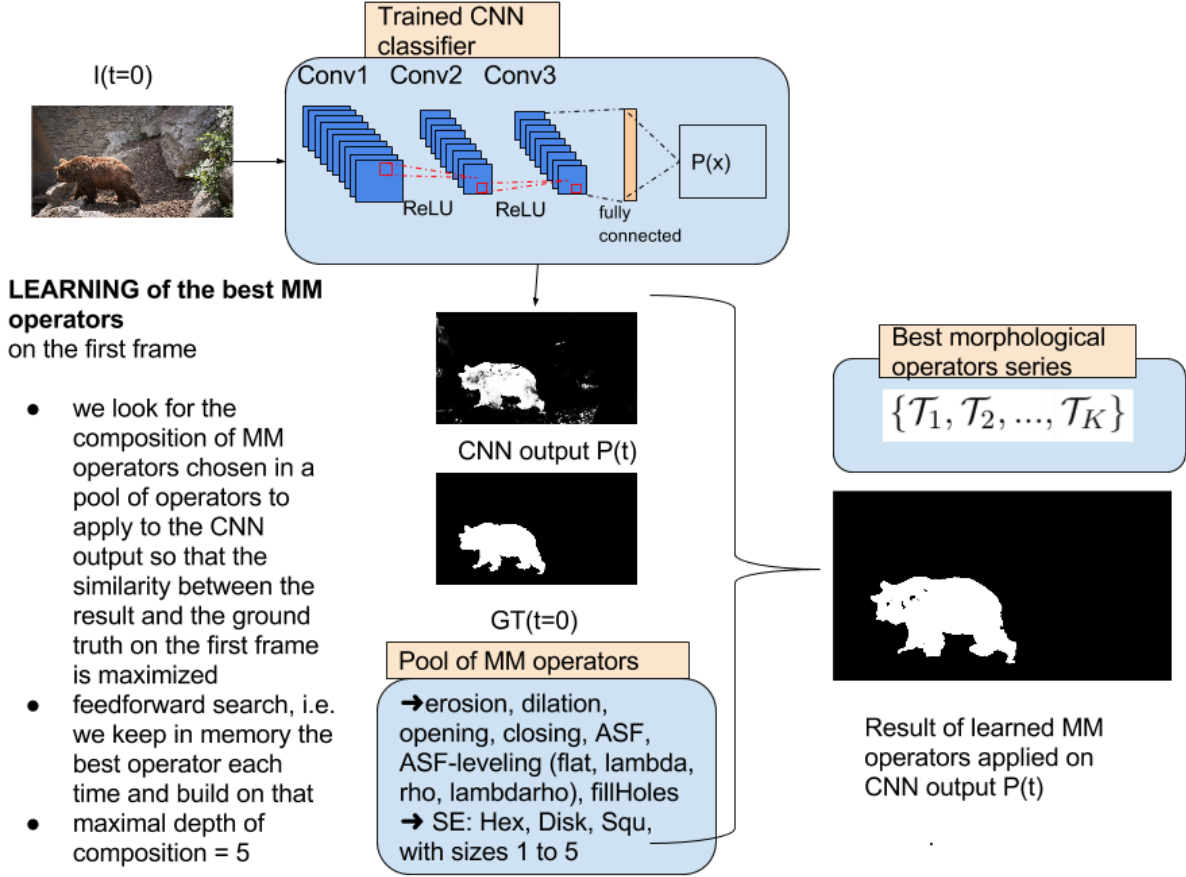 Trained CNN
classifier
I(t=0)
Conv1 Conv2 Conv3
P(x)
ReLU
ReLU
fully
connected
LEARNING of the best MM
operators
on the first frame
● we look for the
composition of MM
operators chosen in a
pool of operators to
apply to the CNN
output so that the
similarity between the
result and the ground
truth on the first frame
is maximized
● feedforward search, i.e.
we keep in memory the
best operator each
time and build on that
● maximal depth of
composition = 5
CNN output P(t)
GT(t=0)
Pool of MM operators
➔erosion, dilation,
opening, closing, ASF,
ASF-leveling (flat, lambda,
rho, lambdarho), fillHoles
➔ SE: Hex, Disk, Squ,
with sizes 1 to 5
Best morphological
operators series
{𝒯₁, 𝒯₂, ..., 𝒯_K}
Result of learned MM
operators applied on
CNN output P(t)
.